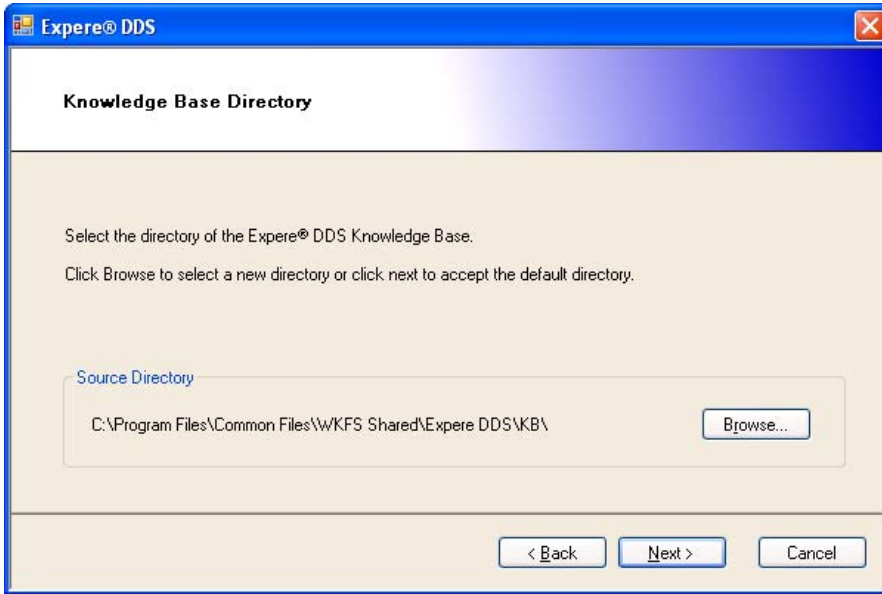 Expere® DDS
Knowledge Base Directory
Select the directory of the Expere® DDS Knowledge Base.
Click Browse to select a new directory or click next to accept the default directory.
Source Directory
C:\Program Files\Common Files\WKFS Shared\Expere DDS\KB\
Browse...
< Back
Next >
Cancel